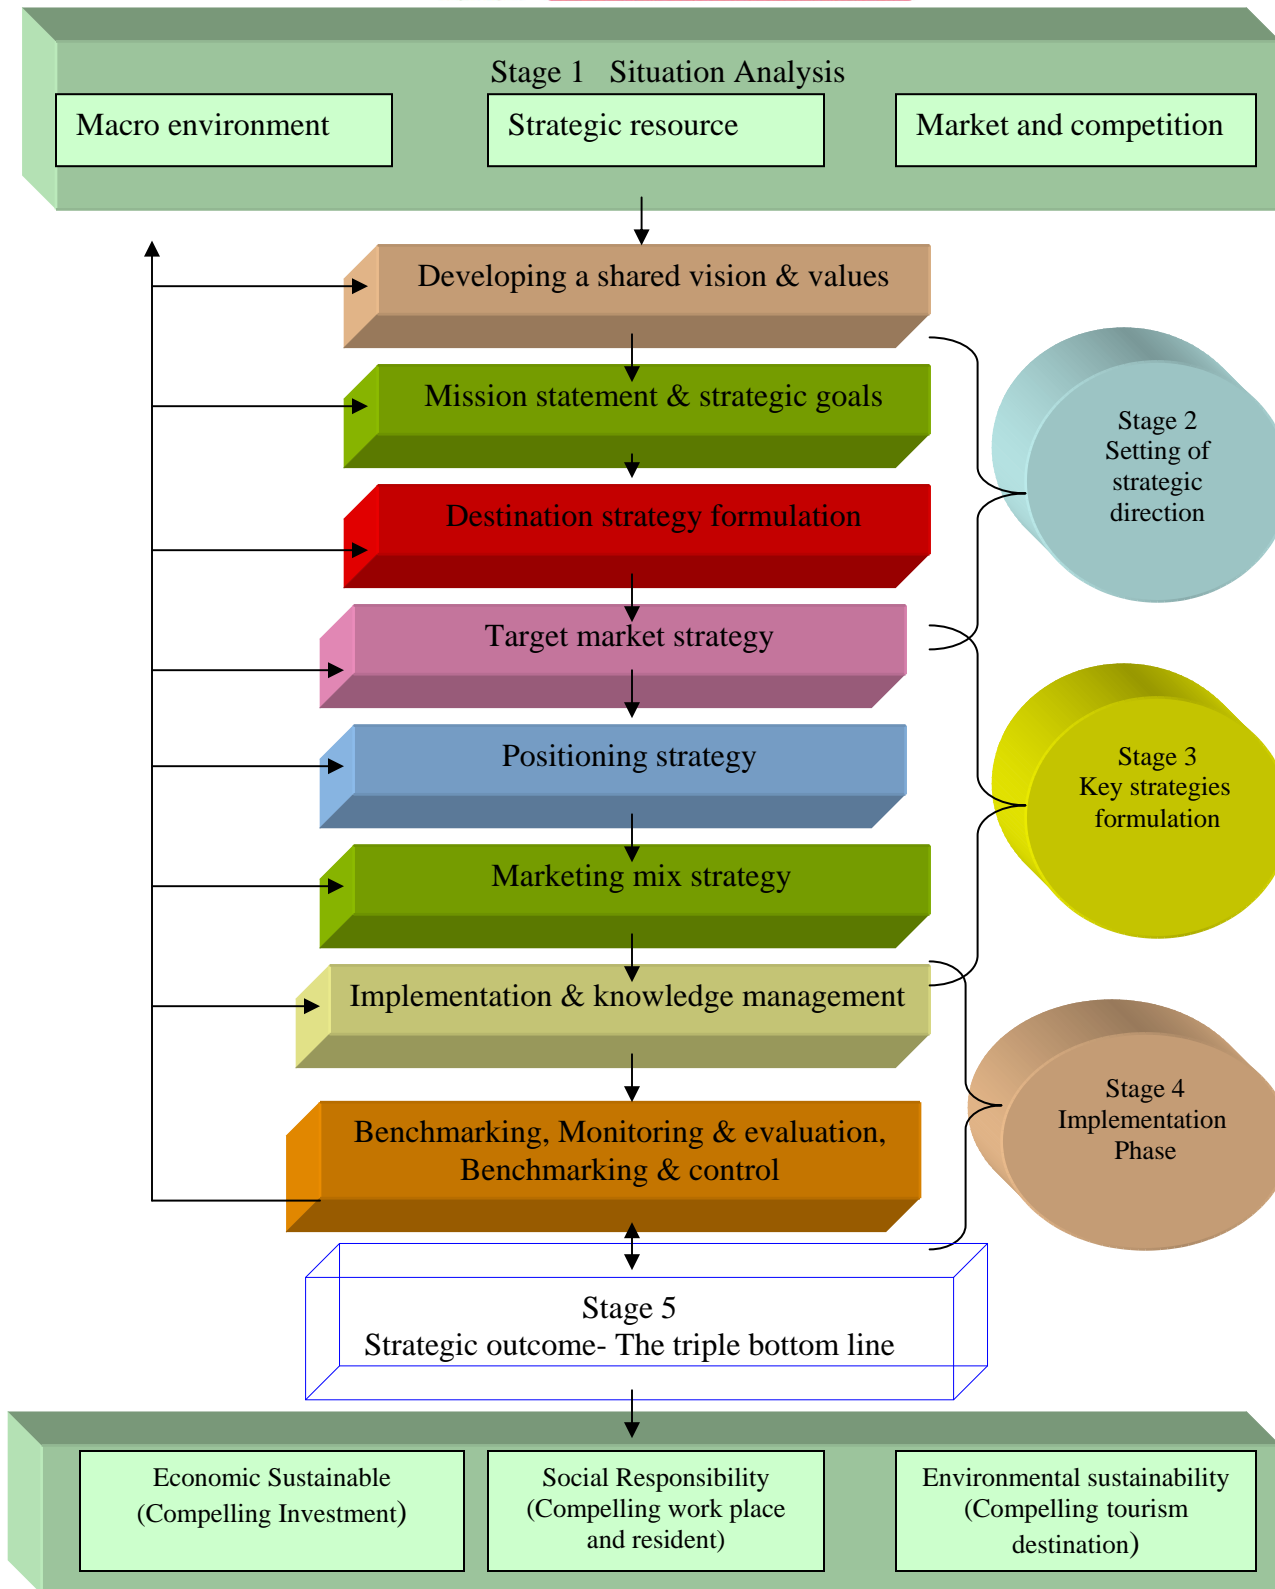 Stage 1 Situation Analysis
Macro environment
Strategic resource
Market and competition
Developing a shared vision & values
Mission statement & strategic goals
Destination strategy formulation
Target market strategy
Positioning strategy
Marketing mix strategy
Implementation & knowledge management
Benchmarking, Monitoring & evaluation,
Benchmarking & control
Stage 2
Setting of
strategic
direction
Stage 3
Key strategies
formulation
Stage 4
Implementation
Phase
Stage 5
Strategic outcome- The triple bottom line
Economic Sustainable
(Compelling Investment)
Social Responsibility
(Compelling work place
and resident)
Environmental sustainability
(Compelling tourism
destination)